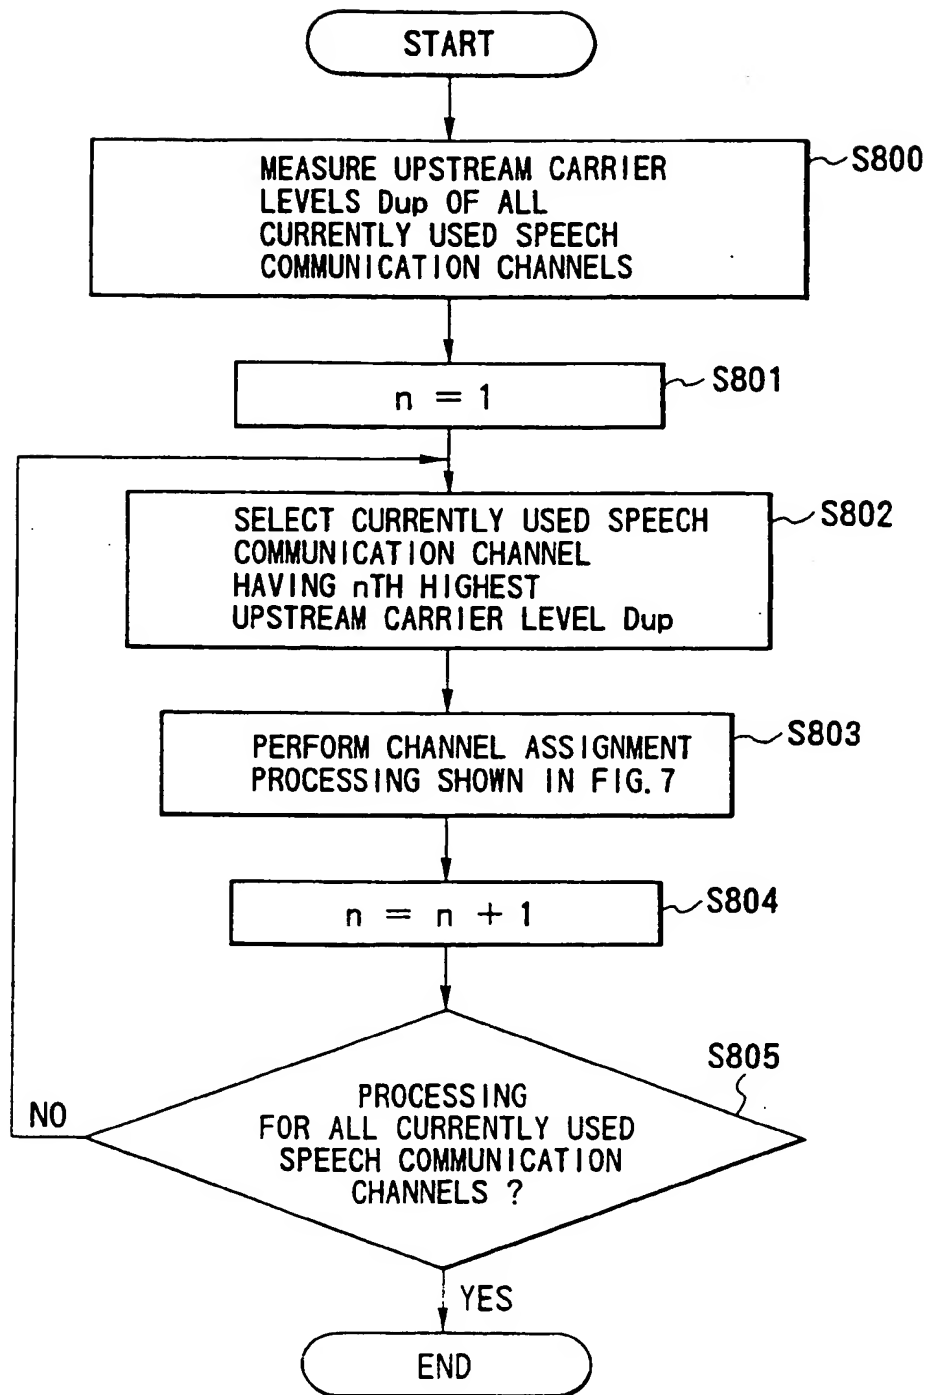 START
MEASURE UPSTREAM CARRIER
LEVELS Dup OF ALL
CURRENTLY USED SPEECH
COMMUNICATION CHANNELS
S800
n = 1
S801
SELECT CURRENTLY USED SPEECH
COMMUNICATION CHANNEL
HAVING nTH HIGHEST
UPSTREAM CARRIER LEVEL Dup
S802
PERFORM CHANNEL ASSIGNMENT
PROCESSING SHOWN IN FIG. 7
S803
n = n + 1
S804
PROCESSING
FOR ALL CURRENTLY USED
SPEECH COMMUNICATION
CHANNELS ?
S805
NO
YES
END